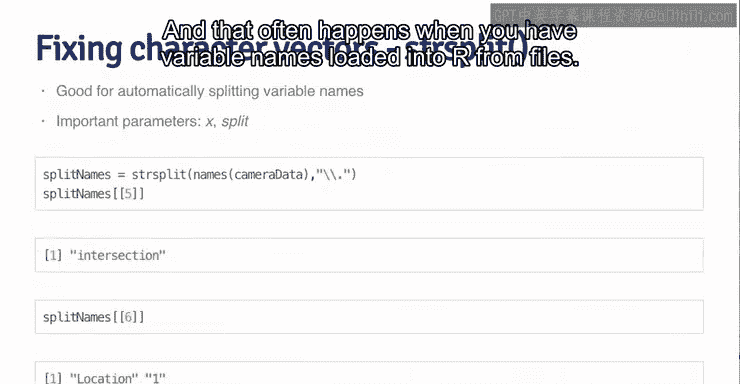 Fixing character vectors - strsplit()
And that often happens when you have
variable names loaded into R from files.
· Good for automatically splitting variable names
· Important parameters: x, split
splitNames = strsplit(names(cameraData),"\\.")
splitNames[[5]]
[1] "intersection"
splitNames[[6]]
[1] "Location" "1"